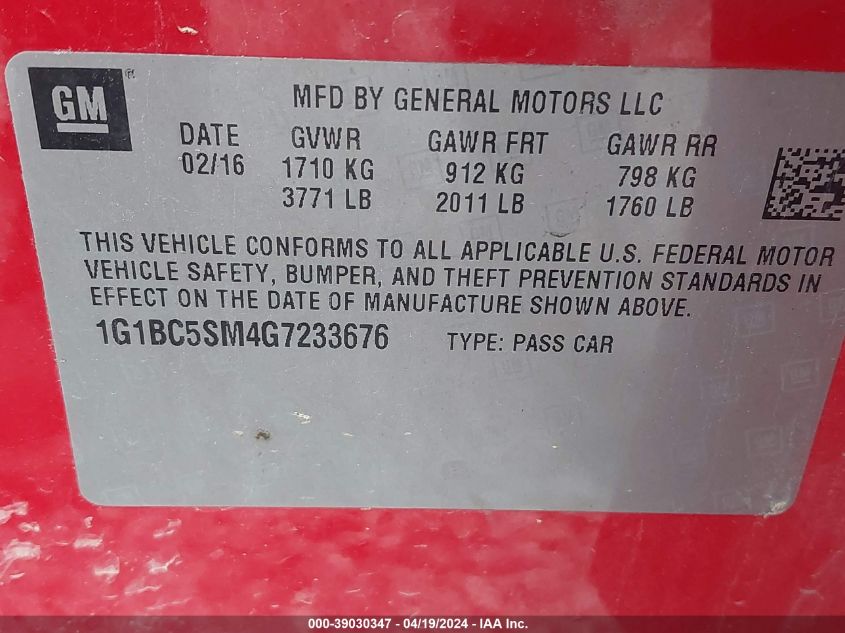 GM
MFD BY GENERAL MOTORS LLC
DATE GVWR GAWR FRT GAWR RR
02/16 1710 KG 912 KG 798 KG
3771 LB 2011 LB 1760 LB
THIS VEHICLE CONFORMS TO ALL APPLICABLE U.S. FEDERAL MOTOR
VEHICLE SAFETY, BUMPER, AND THEFT PREVENTION STANDARDS IN
EFFECT ON THE DATE OF MANUFACTURE SHOWN ABOVE.
1G1BC5SM4G7233676 TYPE: PASS CAR
000-39030347 - 04/19/2024 - IAA Inc.